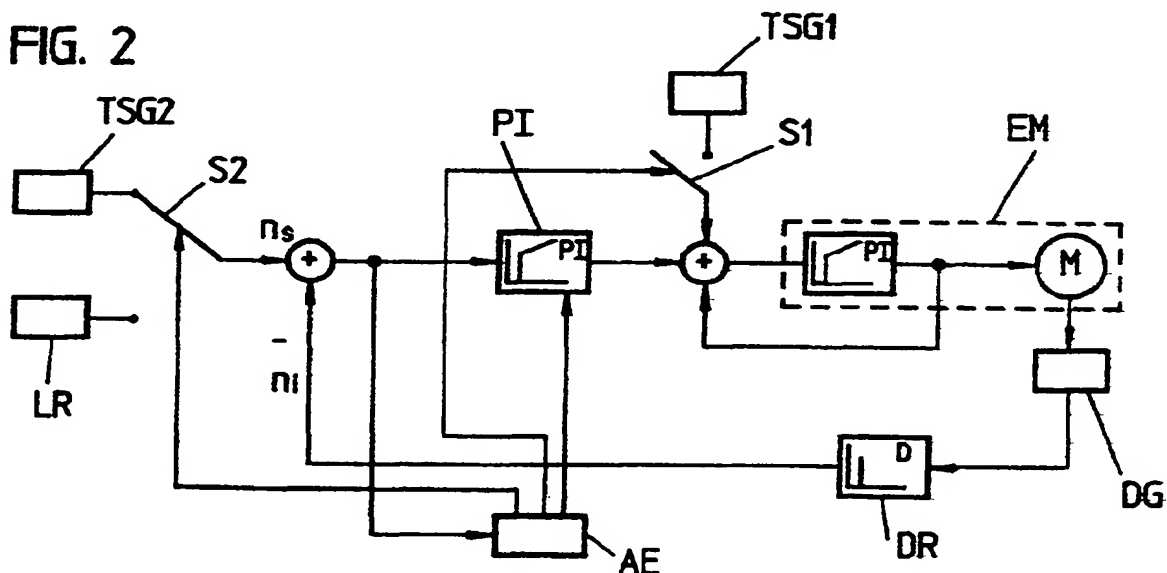 FIG. 2
TSG1
TSG2
S2
PI
S1
EM
ns
+
PI
+
PI
M
-
ni
LR
D
DG
AE
DR